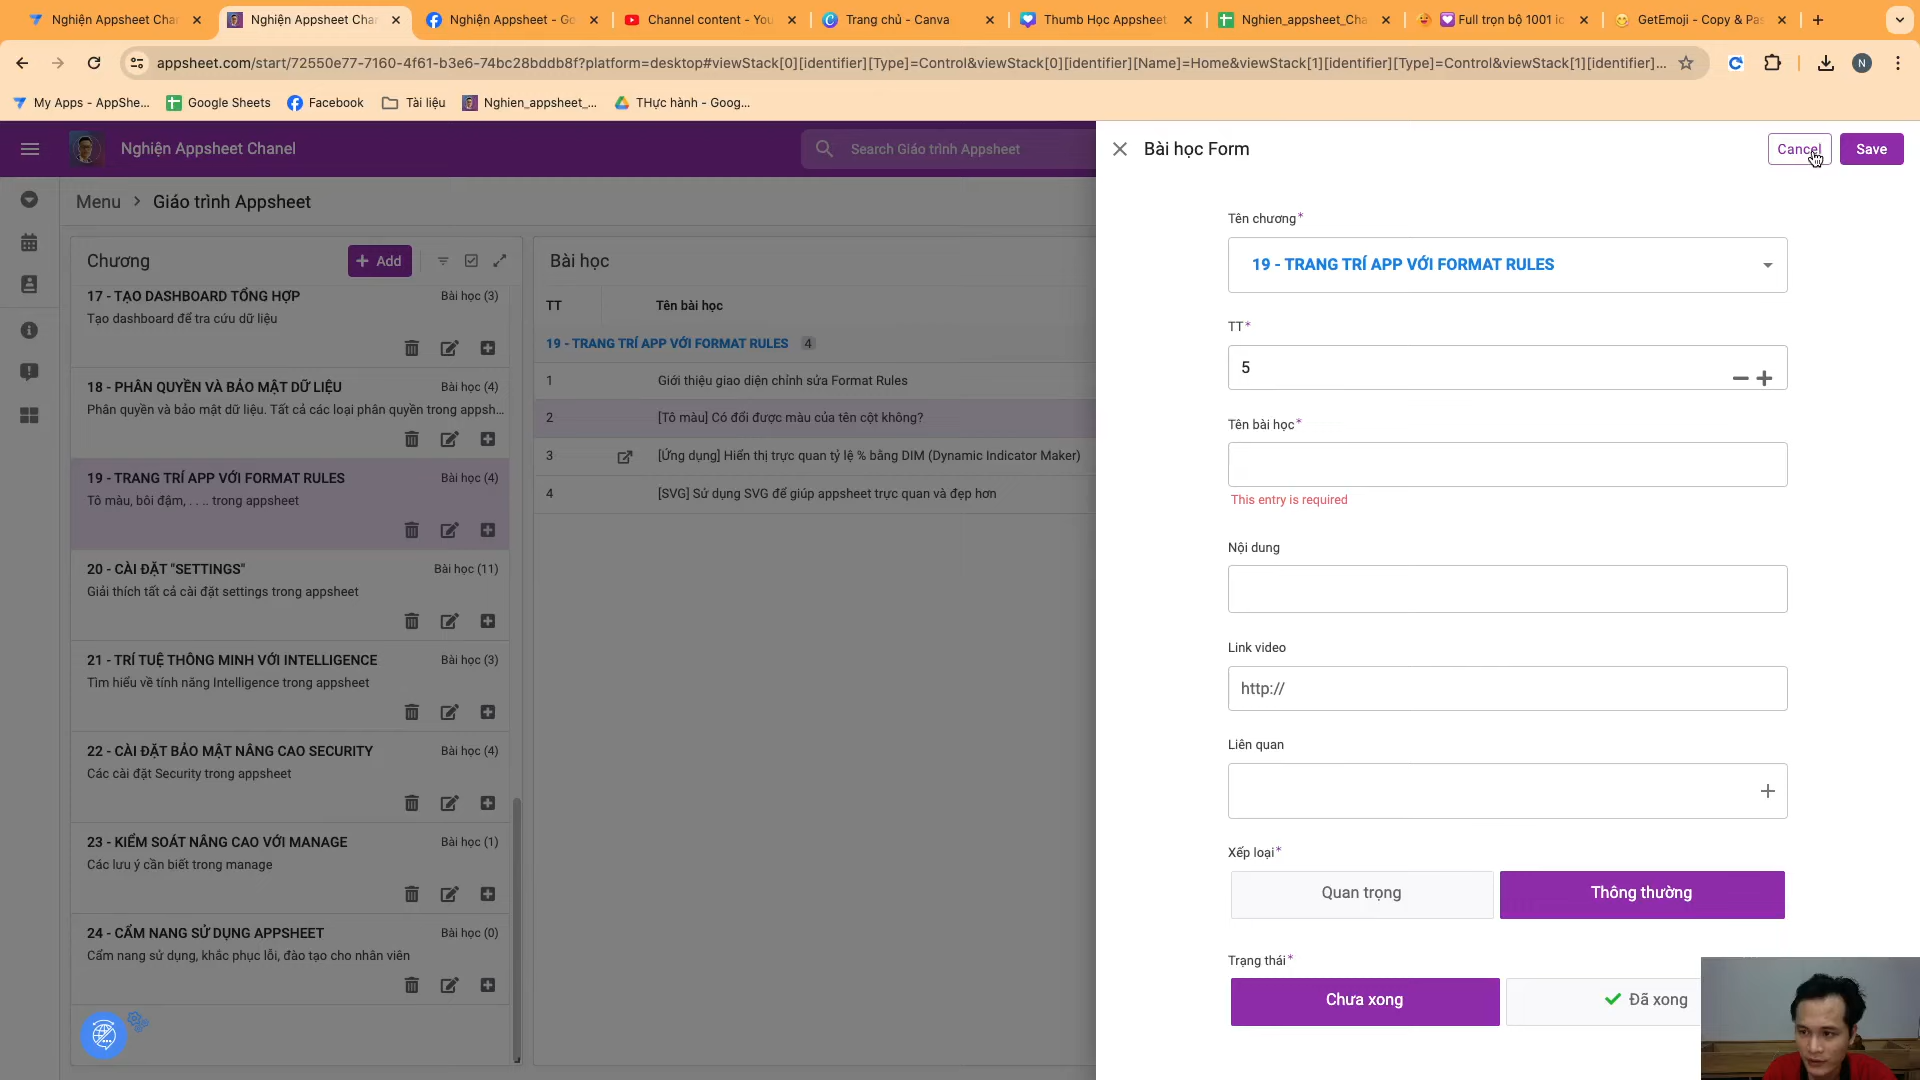 Nghiện Appsheet Char
Nghiện Appsheet Cha
Nghiện Appsheet - Go
Channel content - You
Trang chủ - Canva
Thumb Học Appsheet
Nghien_appsheet_Cha
Full trọn bộ 1001 ic
GetEmoji - Copy & Pas
appsheet.com/start/72550e77-7160-4f61-b3e6-74bc28bddb8f?platform=desktop#viewStack[0][identifier][Type]=Control&viewStack[0][identifier][Name]=Home&viewStack[1][identifier][Type]=Control&viewStack[1][identifier]...
N
My Apps - AppShe...
Google Sheets
Facebook
Tài liệu
Nghien_appsheet_...
THực hành - Goog...
Nghiện Appsheet Chanel
Search Giáo trình Appsheet
Menu
Giáo trình Appsheet
Chương
Add
17 - TẠO DASHBOARD TỔNG HỢP
Bài học (3)
Tạo dashboard để tra cứu dữ liệu
18 - PHÂN QUYỀN VÀ BẢO MẬT DỮ LIỆU
Bài học (4)
Phân quyền và bảo mật dữ liệu. Tất cả các loại phân quyền trong appsh...
19 - TRANG TRÍ APP VỚI FORMAT RULES
Bài học (4)
Tô màu, bôi đậm, . . .. trong appsheet
20 - CÀI ĐẶT "SETTINGS"
Bài học (11)
Giải thích tất cả cài đặt settings trong appsheet
21 - TRÍ TUỆ THÔNG MINH VỚI INTELLIGENCE
Bài học (3)
Tìm hiểu về tính năng Intelligence trong appsheet
22 - CÀI ĐẶT BẢO MẬT NÂNG CAO SECURITY
Bài học (4)
Các cài đặt Security trong appsheet
23 - KIỂM SOÁT NÂNG CAO VỚI MANAGE
Bài học (1)
Các lưu ý cần biết trong manage
24 - CẨM NANG SỬ DỤNG APPSHEET
Bài học (0)
Cẩm nang sử dụng, khắc phục lỗi, đào tạo cho nhân viên
Bài học
TT
Tên bài học
19 - TRANG TRÍ APP VỚI FORMAT RULES 4
1
Giới thiệu giao diện chỉnh sửa Format Rules
2
[Tô màu] Có đổi được màu của tên cột không?
3
[Ứng dụng] Hiển thị trực quan tỷ lệ % bằng DIM (Dynamic Indicator Maker)
4
[SVG] Sử dụng SVG để giúp appsheet trực quan và đẹp hơn
Bài học Form
Cancel
Save
Tên chương*
19 - TRANG TRÍ APP VỚI FORMAT RULES
TT*
5
Tên bài học*
This entry is required
Nội dung
Link video
http://
Liên quan
Xếp loại*
Quan trọng
Thông thường
Trạng thái*
Chưa xong
Đã xong